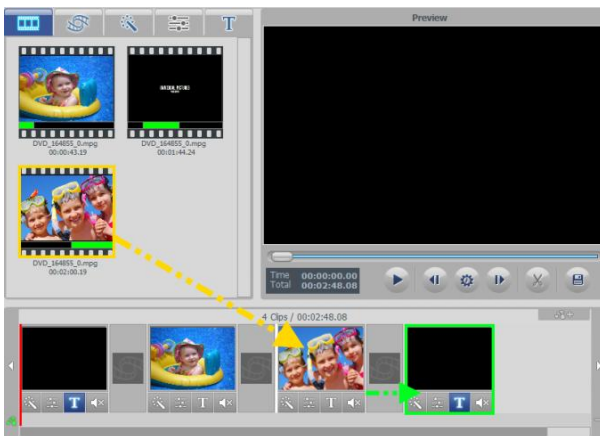 T
Preview
DVD_164855_0.mpg
00:00:43.19
DVD_164855_0.mpg
00:01:44.24
DVD_164855_0.mpg
00:02:00.19
Time 00:00:00.00
Total 00:02:48.08
4 Clips / 00:02:48.08
T
T
T
T